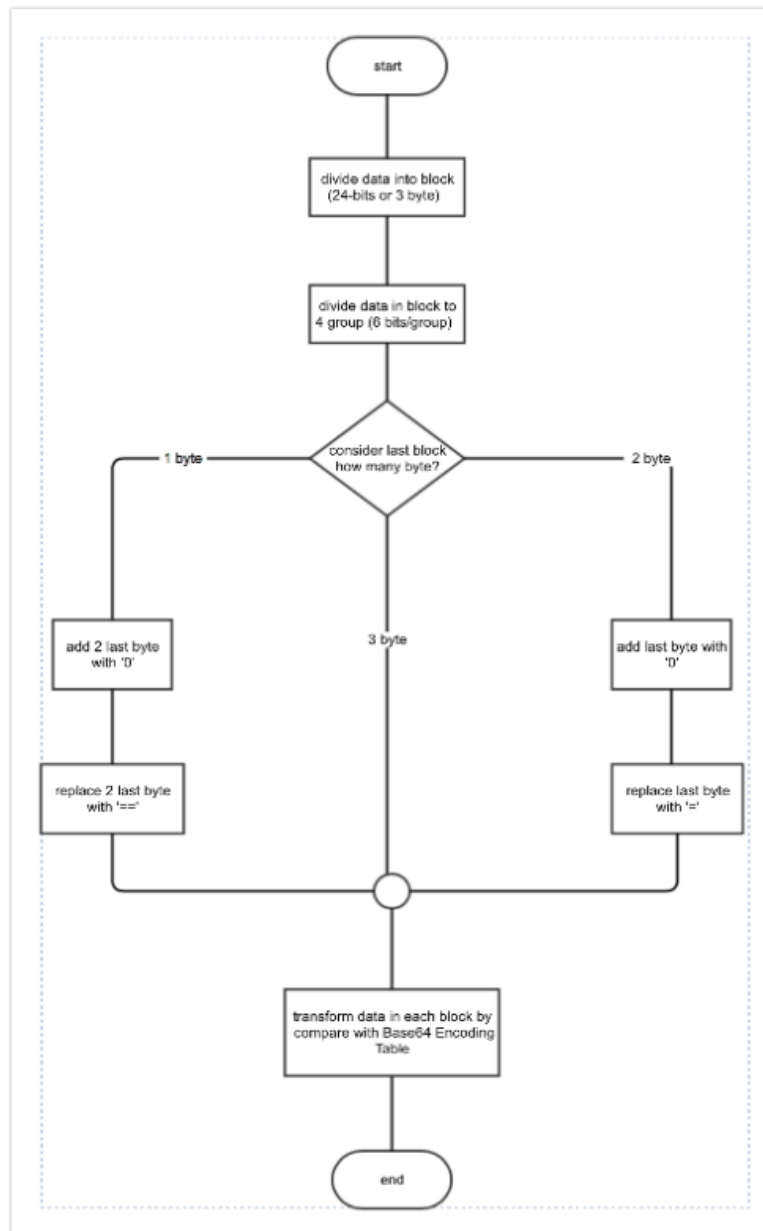 start
divide data into block
(24-bits or 3 byte)
divide data in block to
4 group (6 bits/group)
consider last block
how many byte?
1 byte
2 byte
3 byte
add 2 last byte
with '0'
add last byte with
'0'
replace 2 last byte
with '=='
replace last byte
with '='
transform data in each block by
compare with Base64 Encoding
Table
end